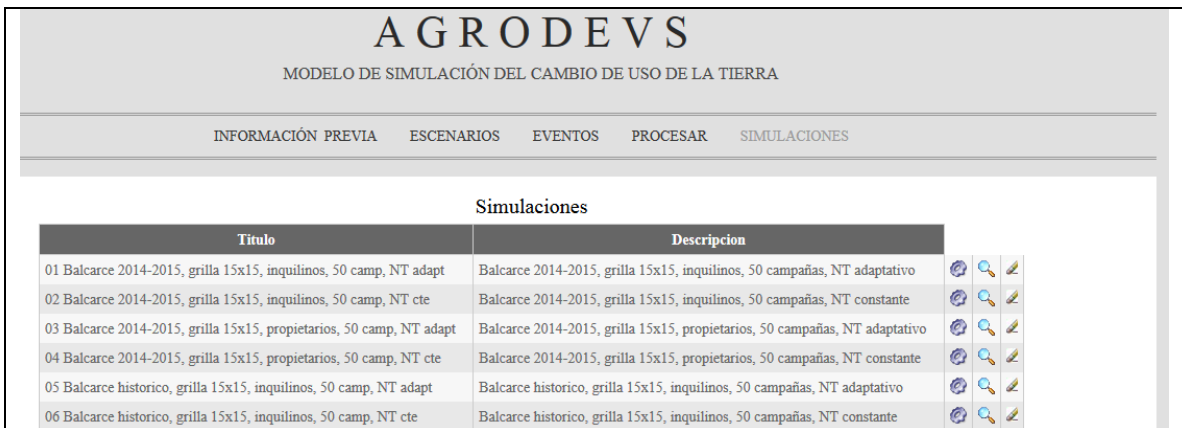 A G R O D E V S
MODELO DE SIMULACIÓN DEL CAMBIO DE USO DE LA TIERRA
INFORMACIÓN PREVIA ESCENARIOS EVENTOS PROCESAR SIMULACIONES
Simulaciones
Titulo Descripcion
01 Balcarce 2014-2015, grilla 15x15, inquilinos, 50 camp, NT adapt Balcarce 2014-2015, grilla 15x15, inquilinos, 50 campañas, NT adaptativo
02 Balcarce 2014-2015, grilla 15x15, inquilinos, 50 camp, NT cte Balcarce 2014-2015, grilla 15x15, inquilinos, 50 campañas, NT constante
03 Balcarce 2014-2015, grilla 15x15, propietarios, 50 camp, NT adapt Balcarce 2014-2015, grilla 15x15, propietarios, 50 campañas, NT adaptativo
04 Balcarce 2014-2015, grilla 15x15, propietarios, 50 camp, NT cte Balcarce 2014-2015, grilla 15x15, propietarios, 50 campañas, NT constante
05 Balcarce historico, grilla 15x15, inquilinos, 50 camp, NT adapt Balcarce historico, grilla 15x15, inquilinos, 50 campañas, NT adaptativo
06 Balcarce historico, grilla 15x15, inquilinos, 50 camp, NT cte Balcarce historico, grilla 15x15, inquilinos, 50 campañas, NT constante